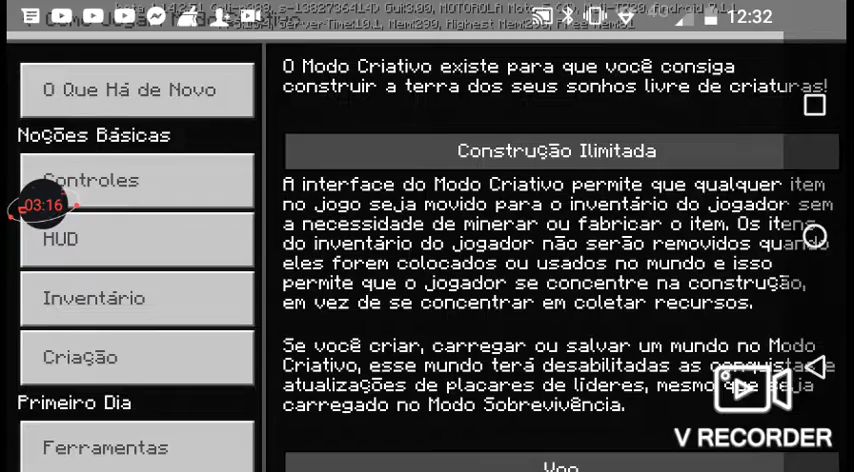 12:32
O Que Há de Novo
Noções Básicas
Controles
03:16
HUD
Inventário
Criação
Primeiro Dia
Ferramentas
O Modo Criativo existe para que você consiga
construir a terra dos seus sonhos livre de criaturas!
Construção Ilimitada
A interface do Modo Criativo permite que qualquer item
no jogo seja movido para o inventário do jogador sem
a necessidade de minerar ou fabricar o item. Os itens
do inventário do jogador não serão removidos quando
eles forem colocados ou usados no mundo e isso
permite que o jogador se concentre na construção,
em vez de se concentrar em coletar recursos.
Se você criar, carregar ou salvar um mundo no Modo
Criativo, esse mundo terá desabilitadas as conquistas e
atualizações de placares de líderes, mesmo que seja
carregado no Modo Sobrevivência.
Voo
V RECORDER